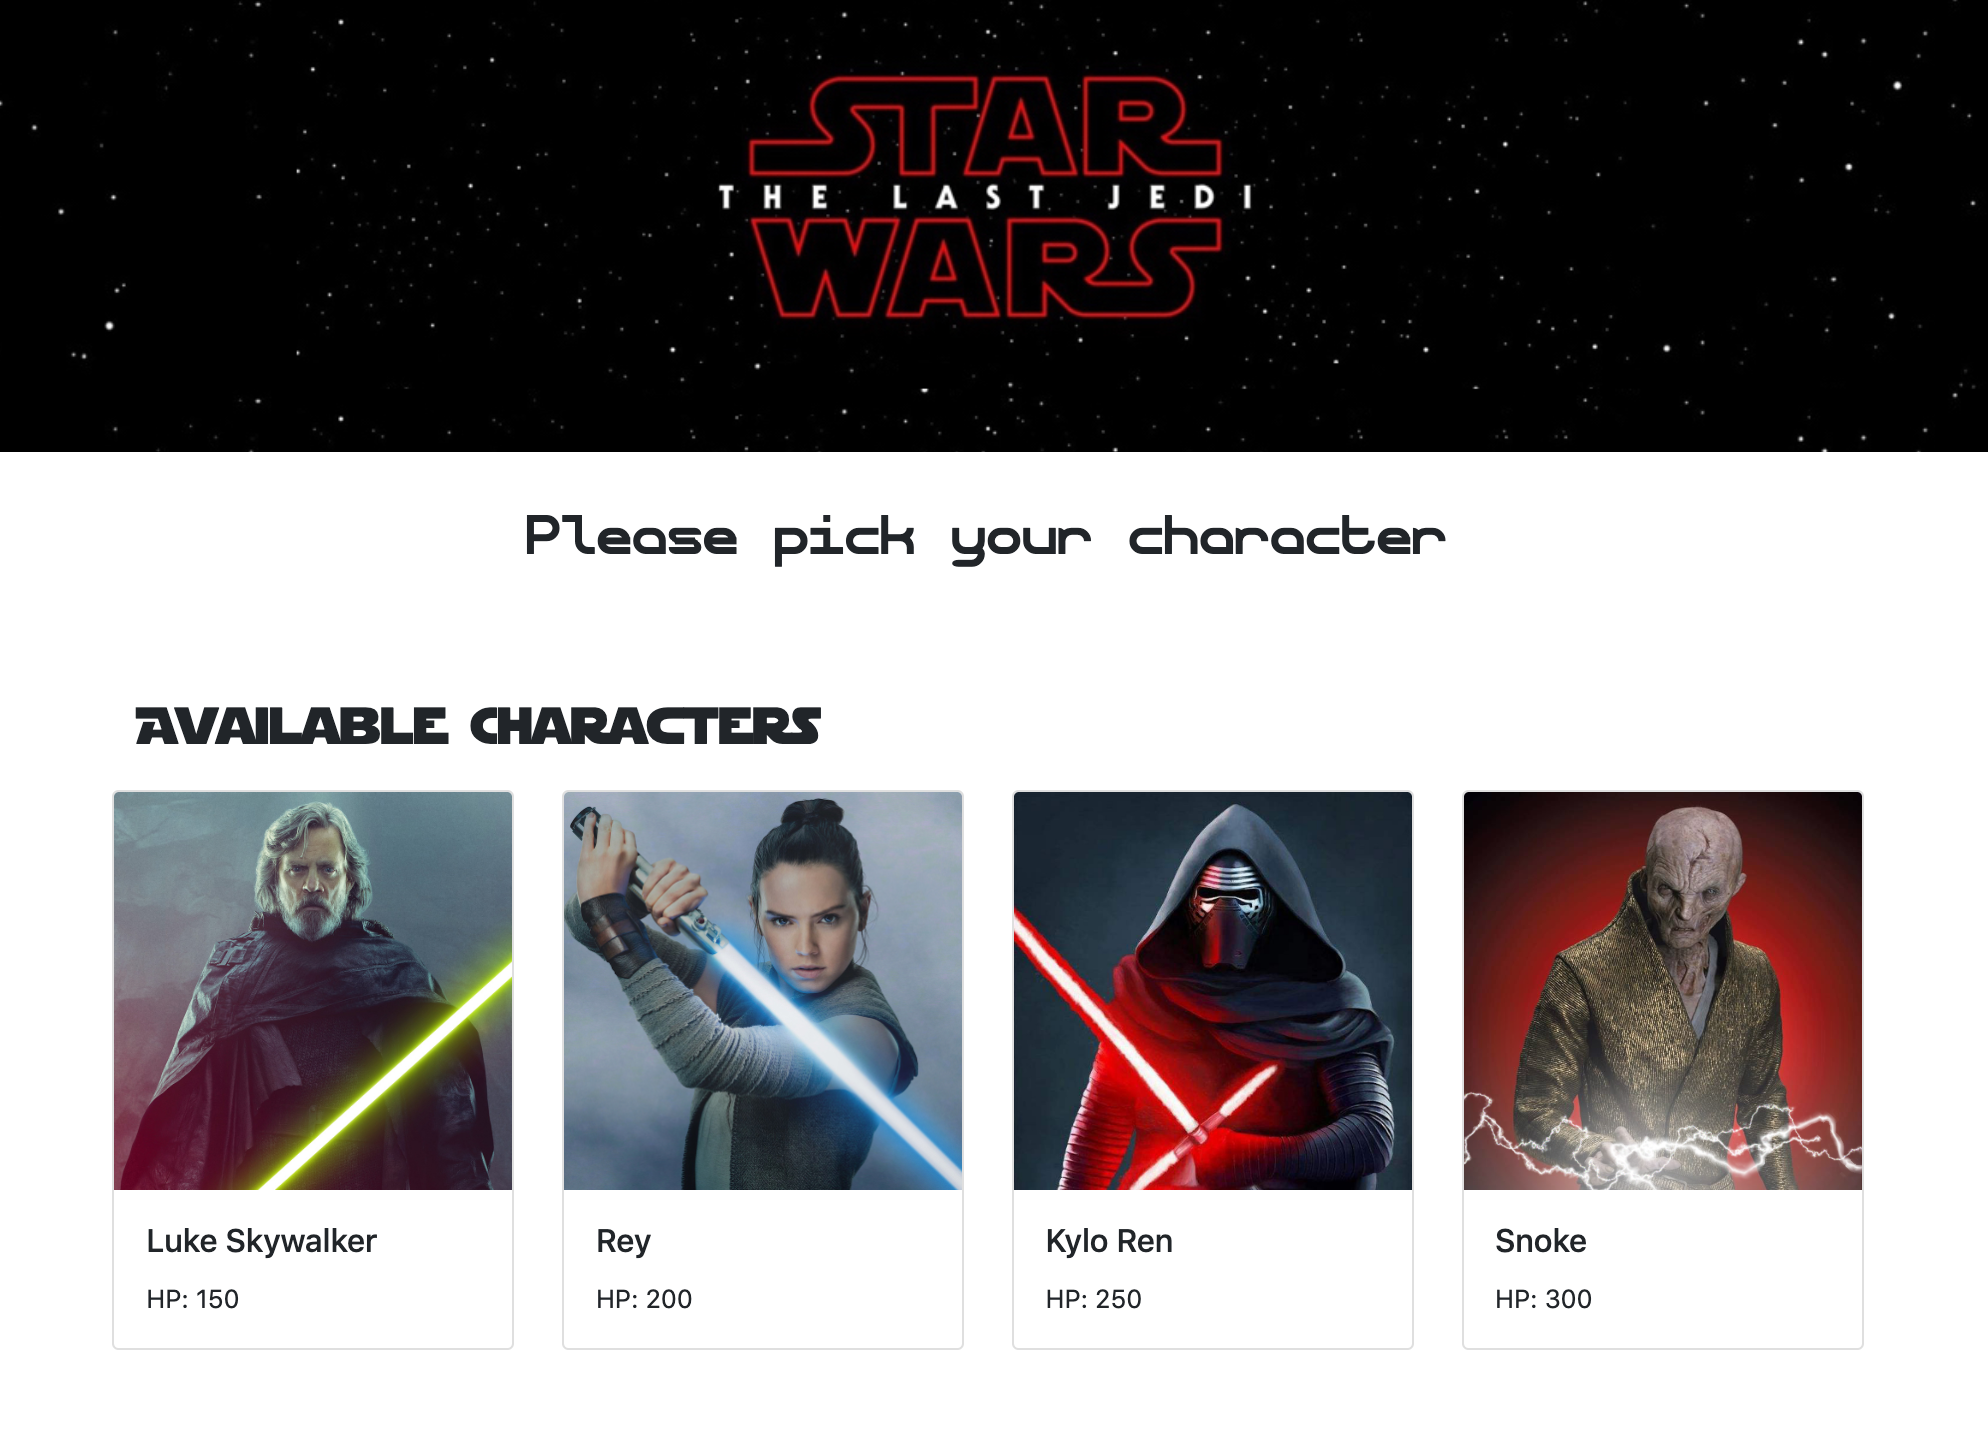 STAR
THE LAST JEDI
WARS
Please pick your character
AVAILABLE CHARACTERS
Luke Skywalker
HP: 150
Rey
HP: 200
Kylo Ren
HP: 250
Snoke
HP: 300